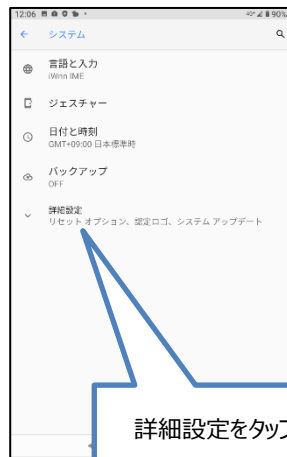 12:06
90%
システム
言語と入力
iWnn IME
ジェスチャー
日付と時刻
GMT+09:00 日本標準時
バックアップ
OFF
詳細設定
リセット オプション、認定ロゴ、システム アップデート
詳細設定をタップ